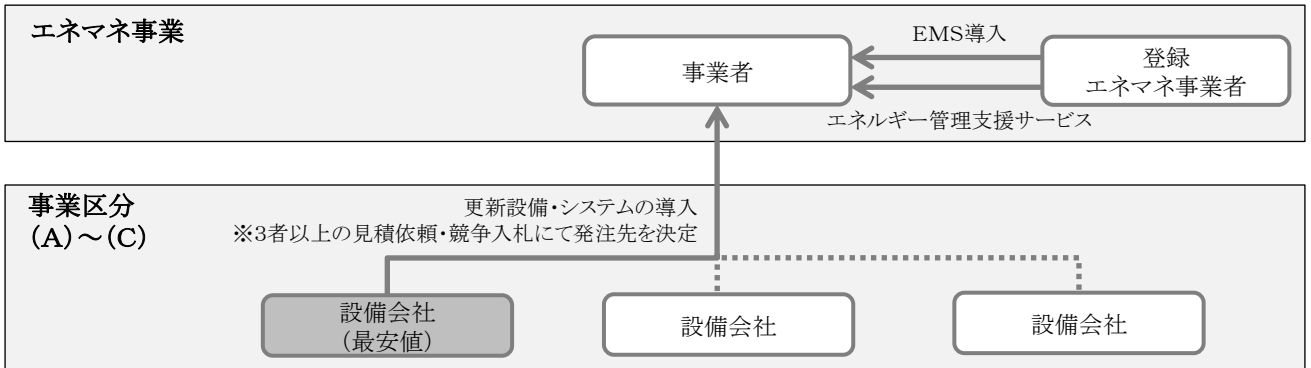 エネマネ事業
EMS導入
事業者
登録
エネマネ事業者
エネルギー管理支援サービス
事業区分
(A)～(C)
更新設備・システムの導入
※3者以上の見積依頼・競争入札にて発注先を決定
設備会社
(最安値)
設備会社
設備会社